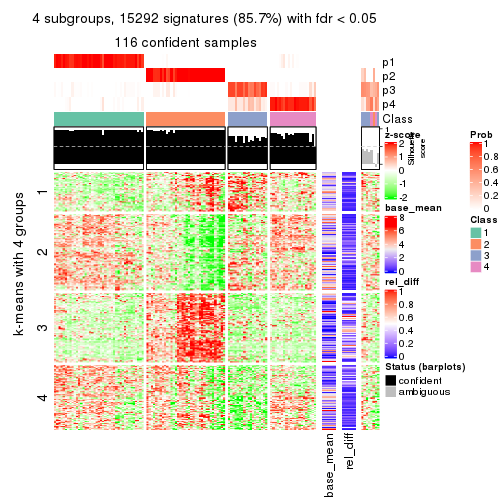 4 subgroups, 15292 signatures (85.7%) with fdr < 0.05
116 confident samples
p1
p2
p3
p4
Class
1
Silhouette
score
z-score
2
1
0
-1
-2
Prob
1
0.8
0.6
0.4
0.2
0
base_mean
8
6
4
2
0
Class
1
2
3
4
rel_diff
1
0.8
0.6
0.4
0.2
0
Status (barplots)
confident
ambiguous
k-means with 4 groups
1
2
3
4
base_mean
rel_diff